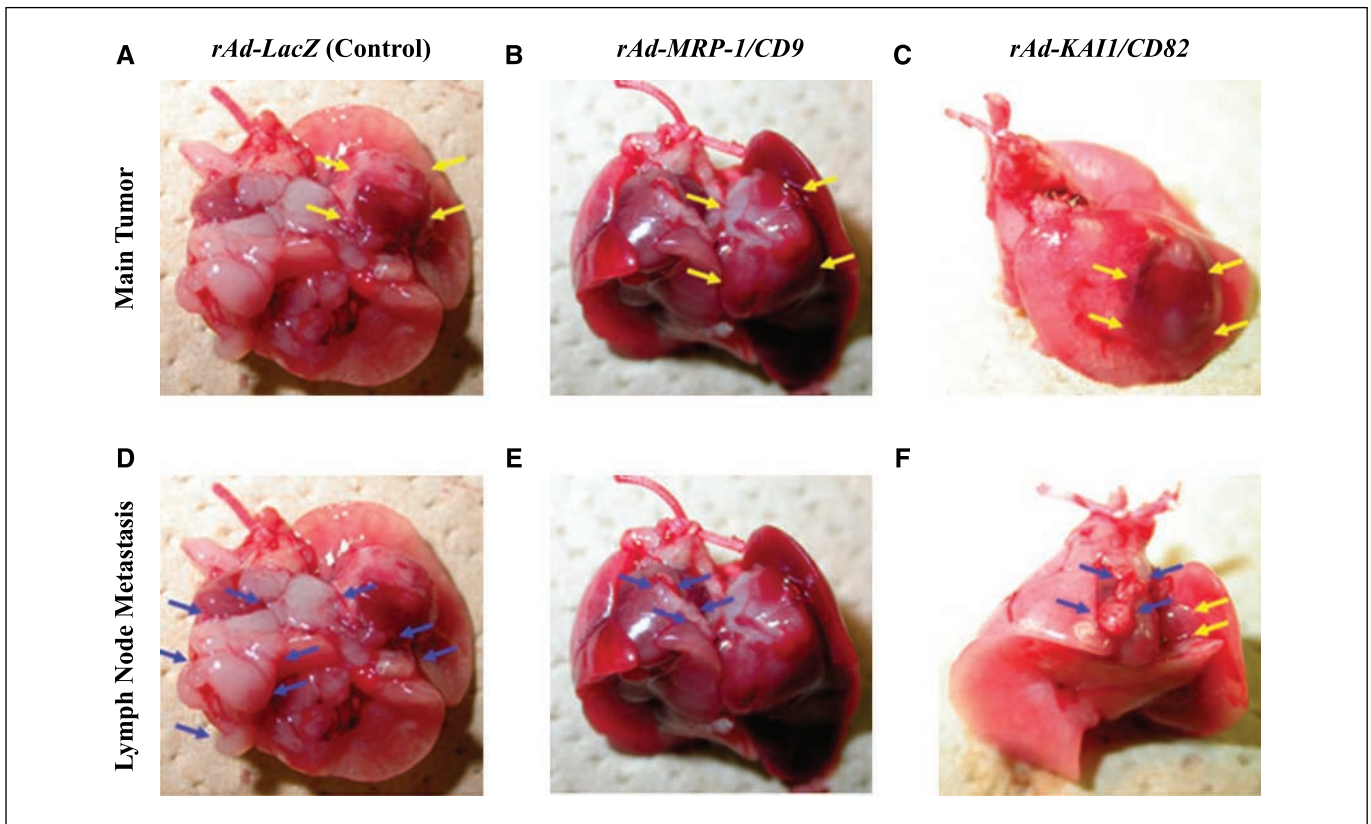 A rAd-LacZ (Control)
B rAd-MRP-1/CD9
C rAd-KAI1/CD82
Main Tumor
D
E
F
Lymph Node Metastasis